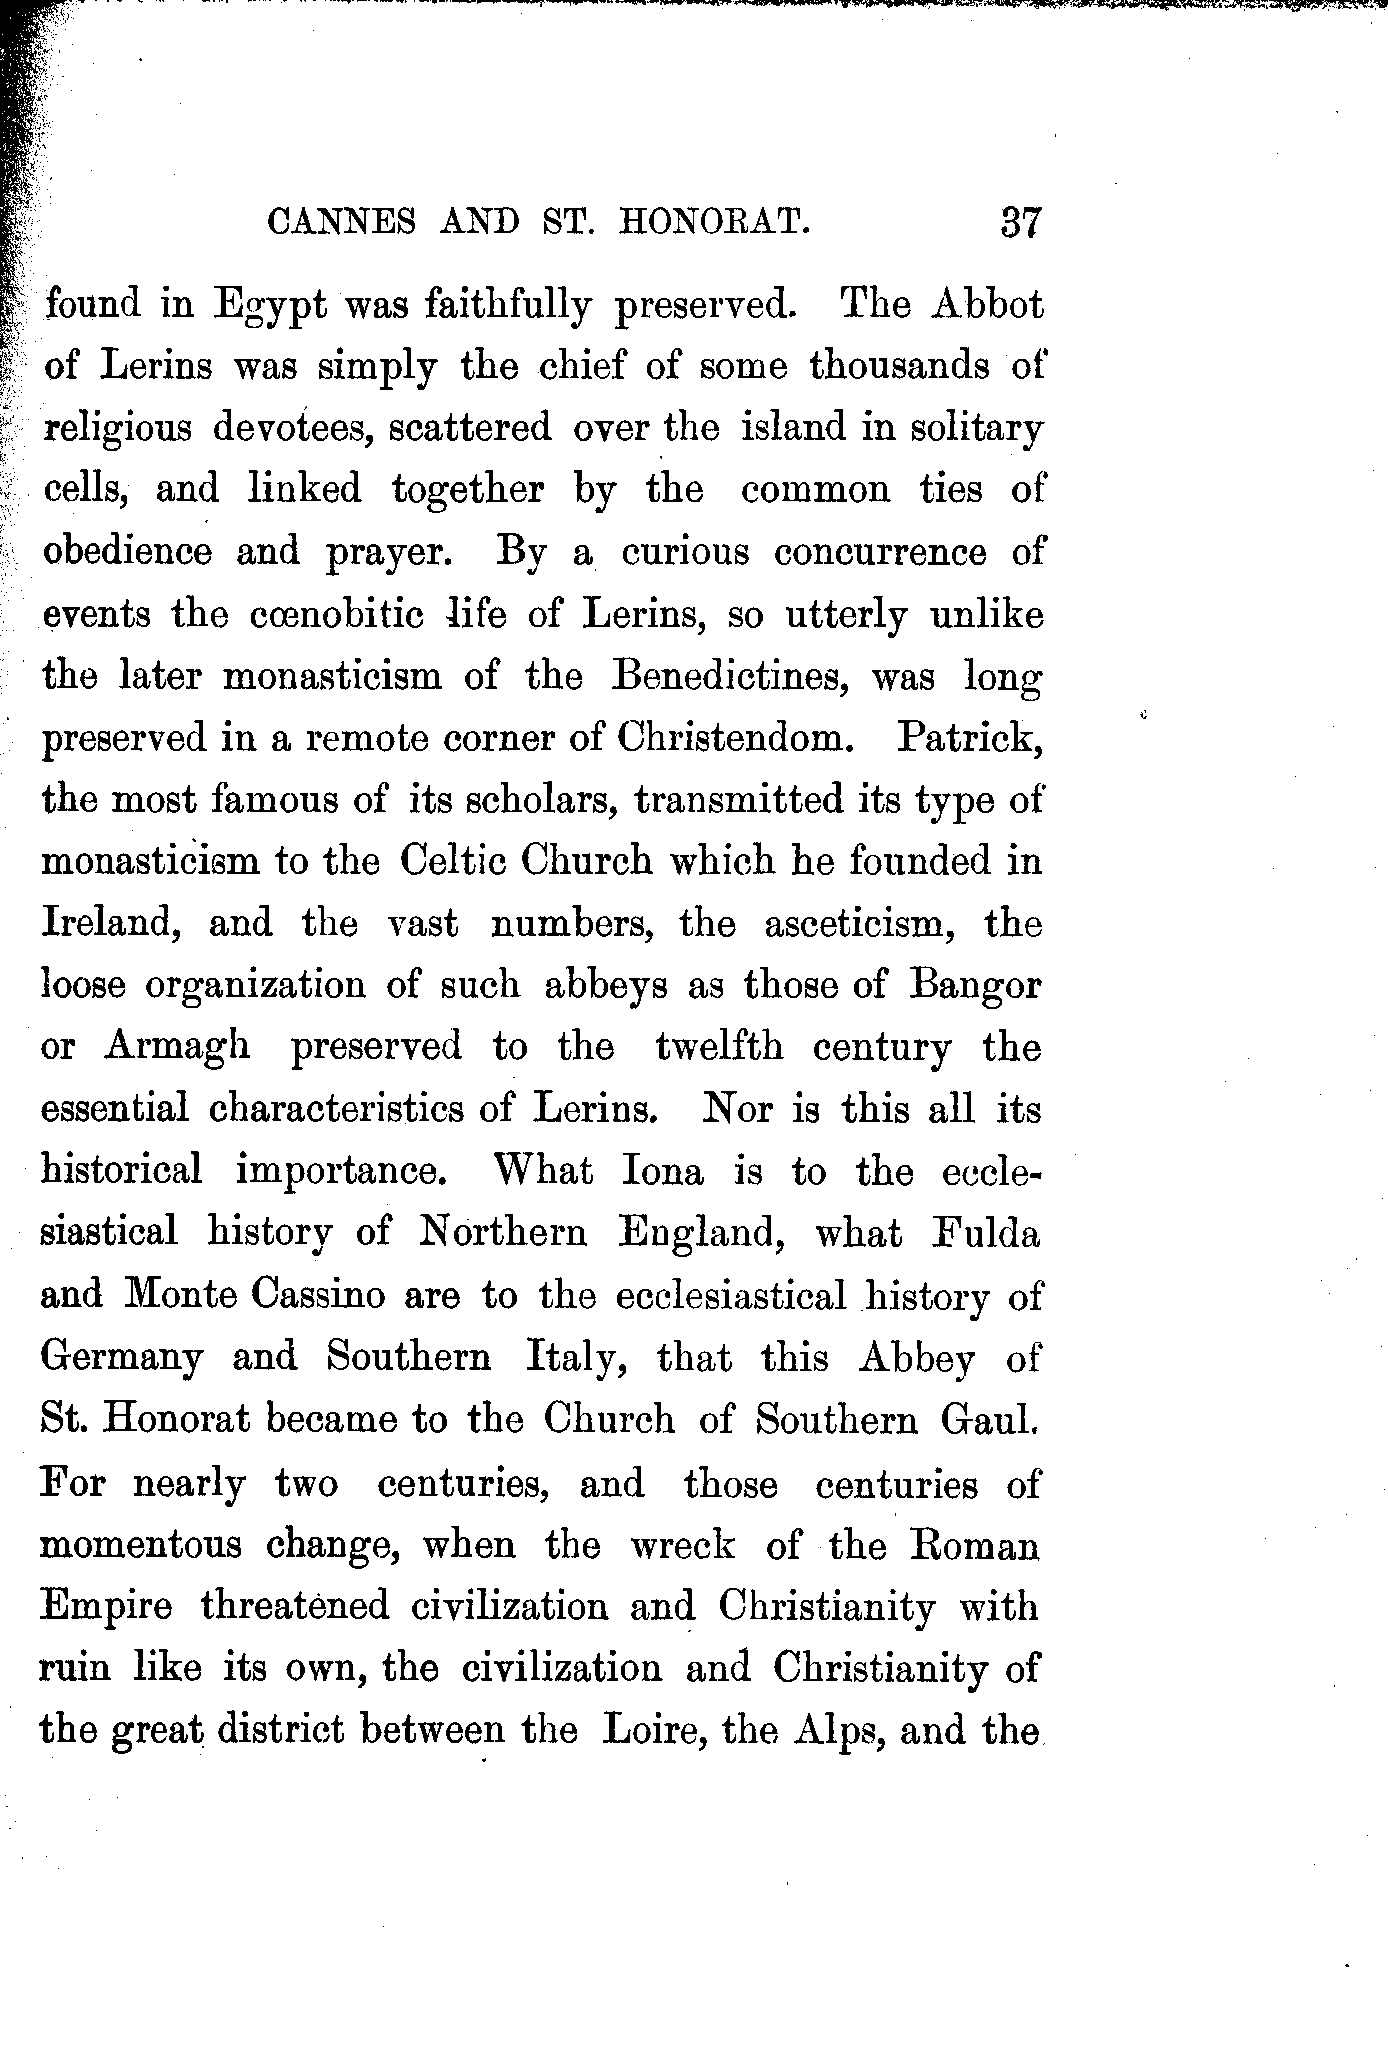 CANNES AND ST. HONORAT. 37
found in Egypt was faithfully preserved. The Abbot
of Lerins was simply the chief of some thousands of
religious devotees, scattered over the island in solitary
cells, and linked together by the common ties of
obedience and prayer. By a curious concurrence of
events the cœnobitic life of Lerins, so utterly unlike
the later monasticism of the Benedictines, was long
preserved in a remote corner of Christendom. Patrick,
the most famous of its scholars, transmitted its type of
monasticism to the Celtic Church which he founded in
Ireland, and the vast numbers, the asceticism, the
loose organization of such abbeys as those of Bangor
or Armagh preserved to the twelfth century the
essential characteristics of Lerins. Nor is this all its
historical importance. What Iona is to the eccle-
siastical history of Northern England, what Fulda
and Monte Cassino are to the ecclesiastical history of
Germany and Southern Italy, that this Abbey of
St. Honorat became to the Church of Southern Gaul.
For nearly two centuries, and those centuries of
momentous change, when the wreck of the Roman
Empire threatened civilization and Christianity with
ruin like its own, the civilization and Christianity of
the great district between the Loire, the Alps, and the